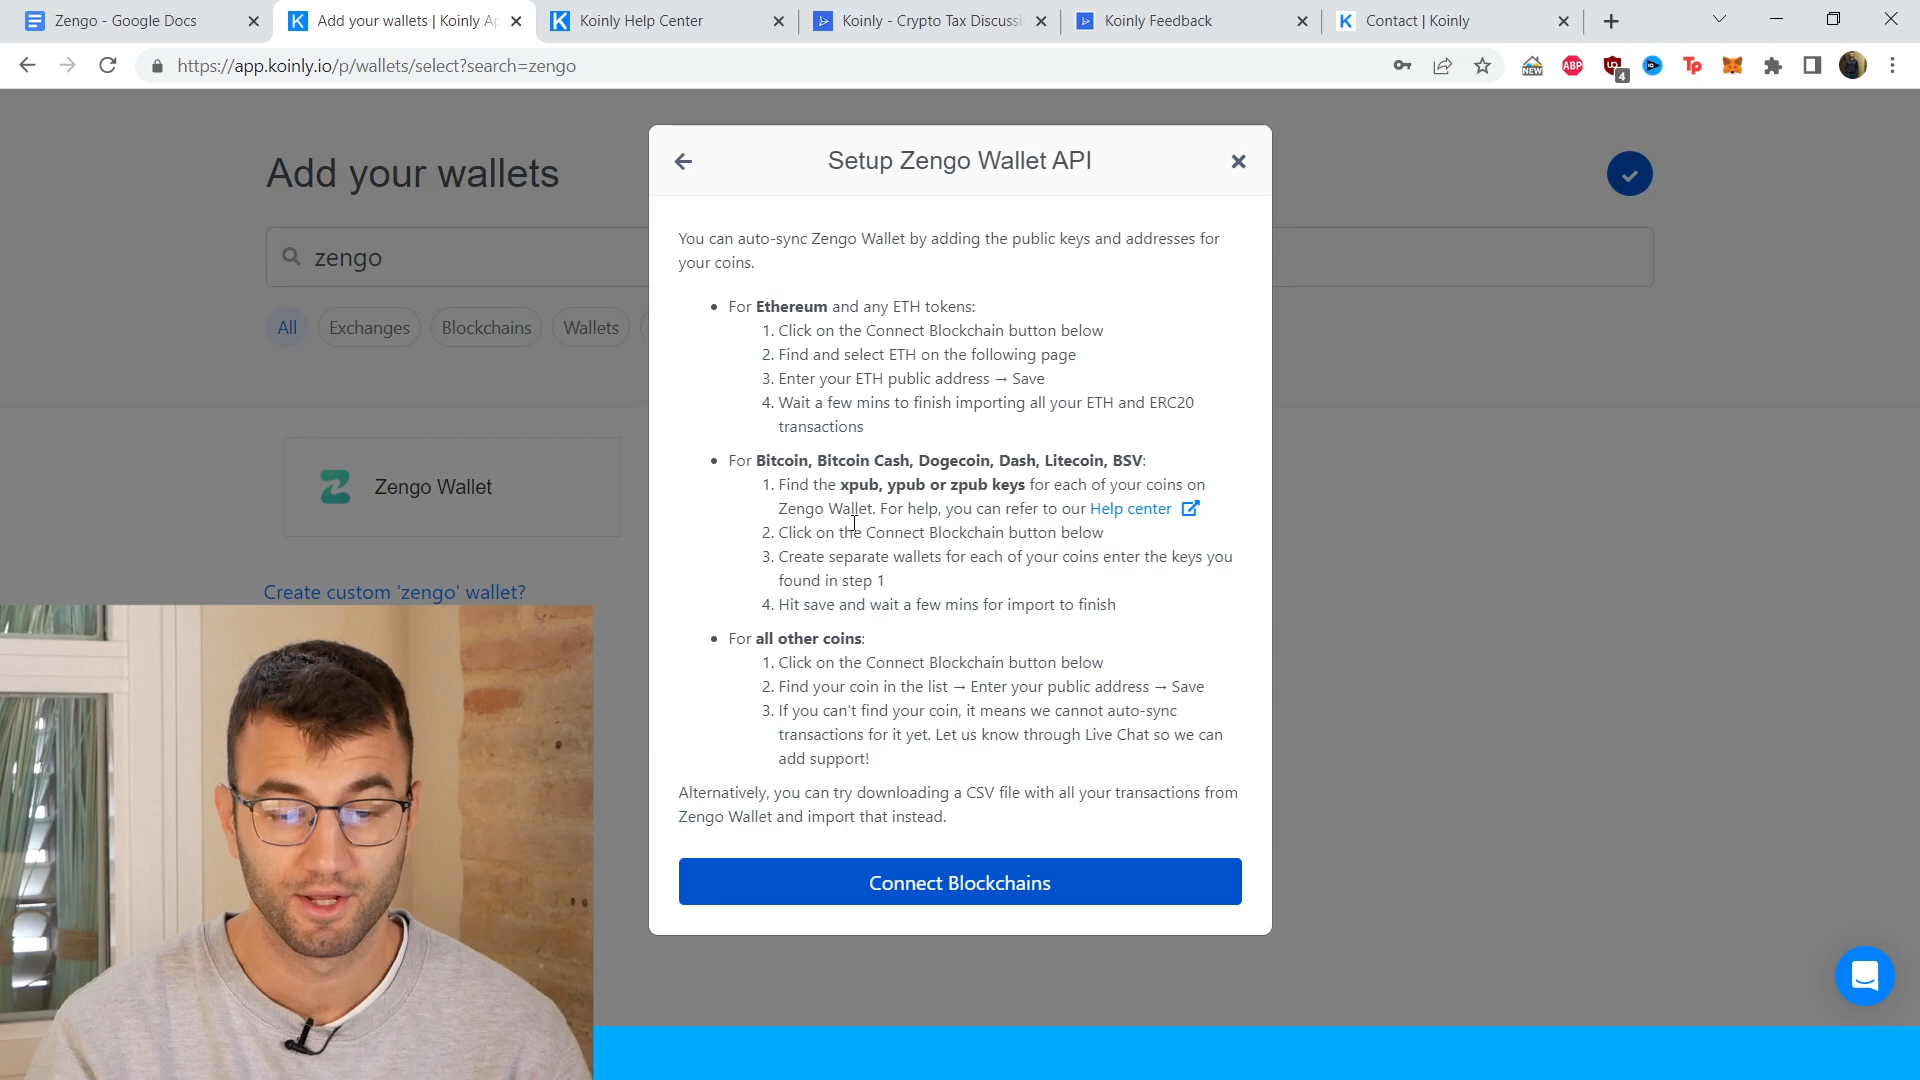 Zengo - Google Docs
Add your wallets | Koinly Ap
Koinly Help Center
Koinly - Crypto Tax Discussi
Koinly Feedback
Contact | Koinly
https://app.koinly.io/p/wallets/select?search=zengo
NEW
ABP
4
Tp
Add your wallets
zengo
All
Exchanges
Blockchains
Wallets
Zengo Wallet
Create custom 'zengo' wallet?
Setup Zengo Wallet API
You can auto-sync Zengo Wallet by adding the public keys and addresses for
your coins.
• For Ethereum and any ETH tokens:
1. Click on the Connect Blockchain button below
2. Find and select ETH on the following page
3. Enter your ETH public address → Save
4. Wait a few mins to finish importing all your ETH and ERC20
transactions
• For Bitcoin, Bitcoin Cash, Dogecoin, Dash, Litecoin, BSV:
1. Find the xpub, ypub or zpub keys for each of your coins on
Zengo Wallet. For help, you can refer to our Help center
2. Click on the Connect Blockchain button below
3. Create separate wallets for each of your coins enter the keys you
found in step 1
4. Hit save and wait a few mins for import to finish
• For all other coins:
1. Click on the Connect Blockchain button below
2. Find your coin in the list → Enter your public address → Save
3. If you can't find your coin, it means we cannot auto-sync
transactions for it yet. Let us know through Live Chat so we can
add support!
Alternatively, you can try downloading a CSV file with all your transactions from
Zengo Wallet and import that instead.
Connect Blockchains